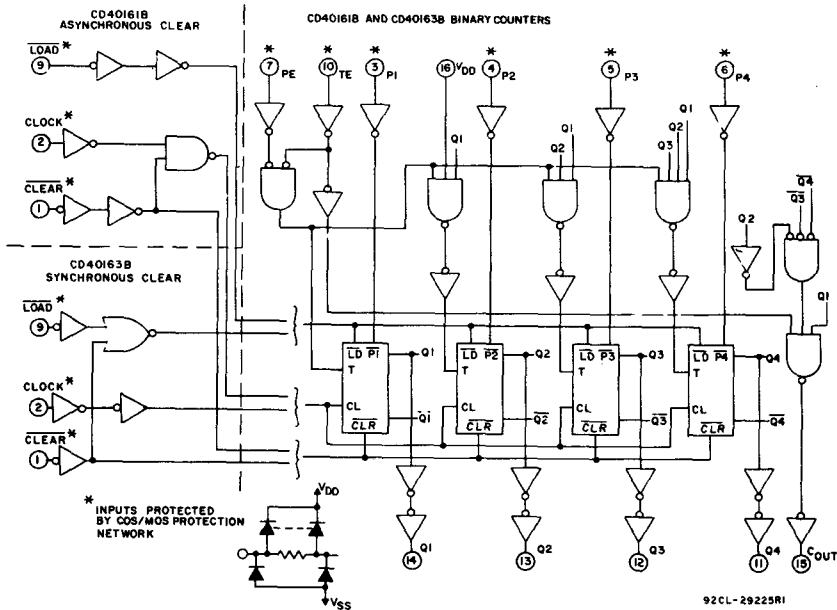 CD40161B
ASYNCHRONOUS CLEAR
CD40161B AND CD40163B BINARY COUNTERS
LOAD *
9
CLOCK *
2
CLEAR *
1
* 7 PE
* 10 TE
* 3 P1
16 VDD
* 4 P2
* 5 P3
* 6 P4
Q1
Q1
Q2
Q1
Q2
Q3
Q4
Q3
Q2
Q1
CD40163B
SYNCHRONOUS CLEAR
LOAD *
9
CLOCK *
2
CLEAR *
1
LD P1
T
CL
CLR
Q1
Q1
LD P2
T
CL
CLR
Q2
Q2
LD P3
T
CL
CLR
Q3
Q3
LD P4
T
CL
CLR
Q4
Q4
* INPUTS PROTECTED
BY COS/MOS PROTECTION
NETWORK
VDD
VSS
Q1
14
Q2
13
Q3
12
Q4
11
COUT
15
92CL-29225R1